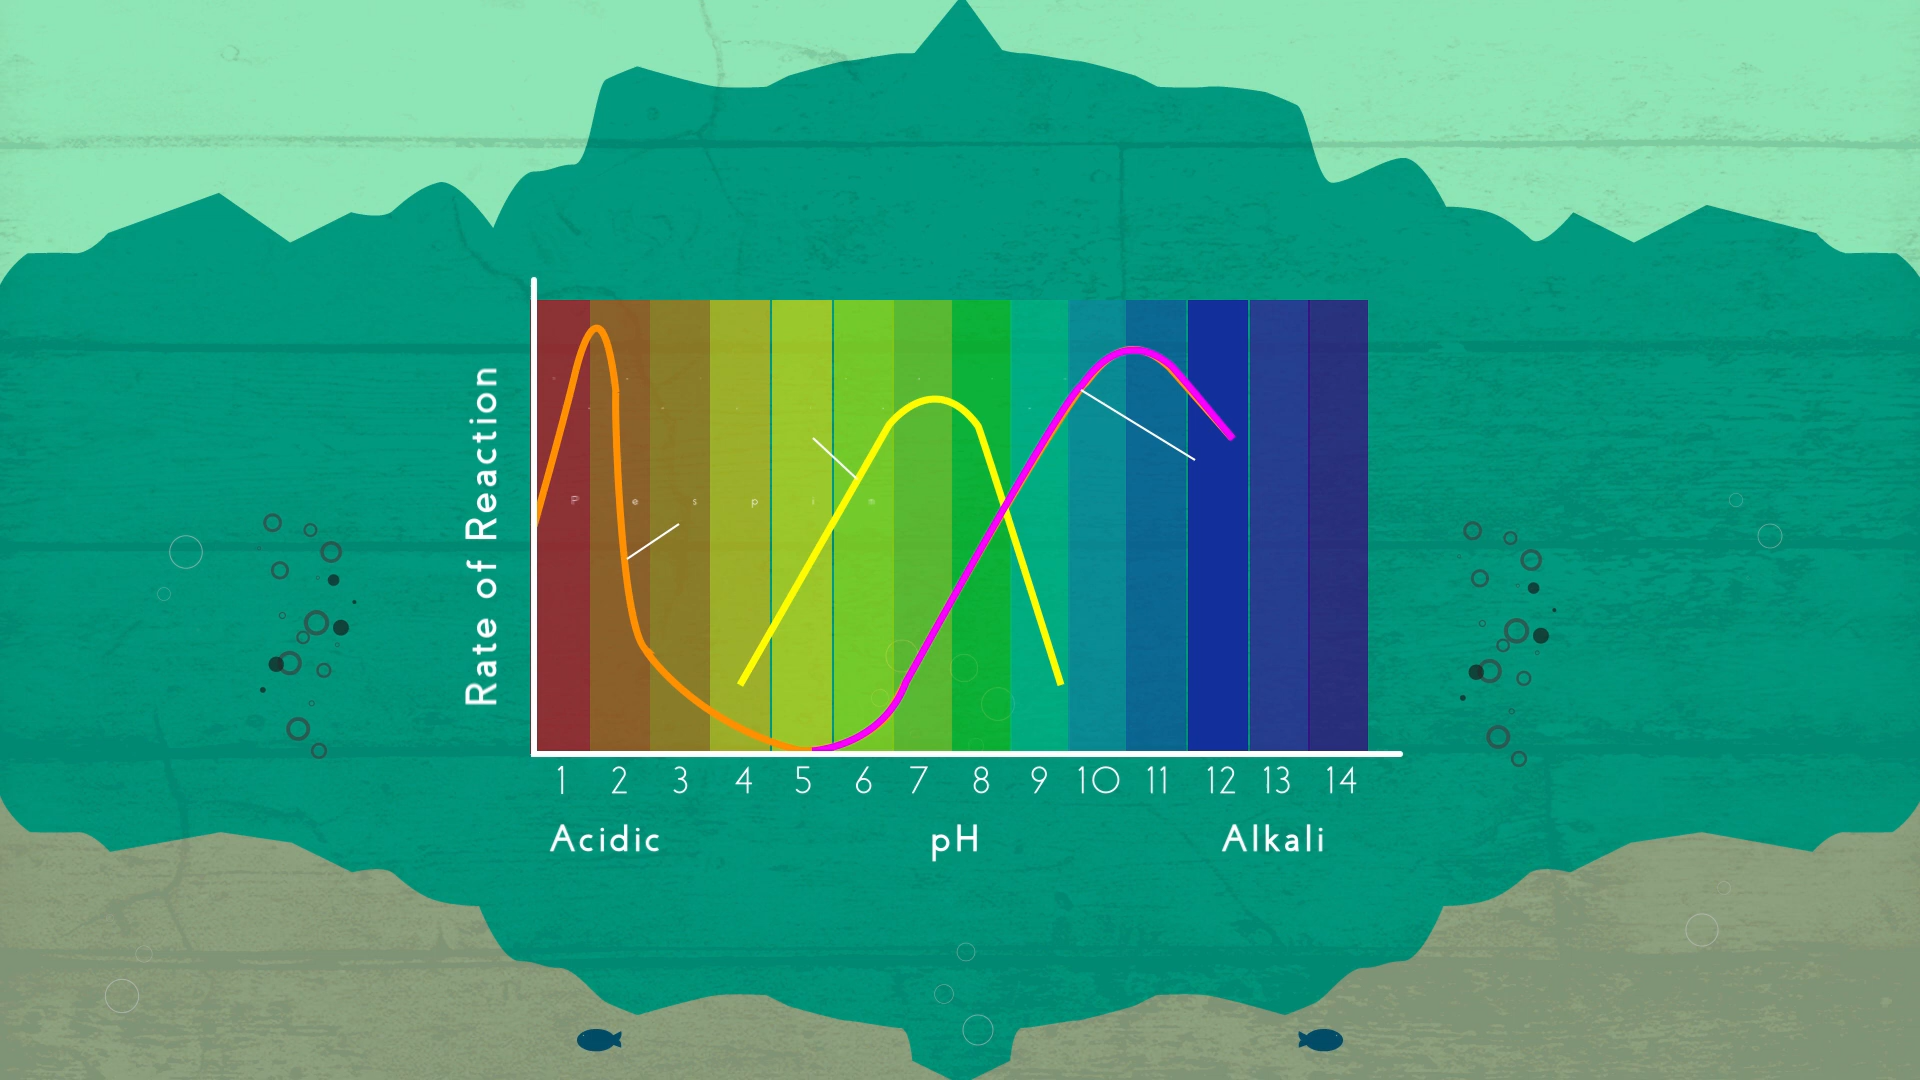 Rate of Reaction
P e s p i n
1 2 3 4 5 6 7 8 9 10 11 12 13 14
Acidic pH Alkali